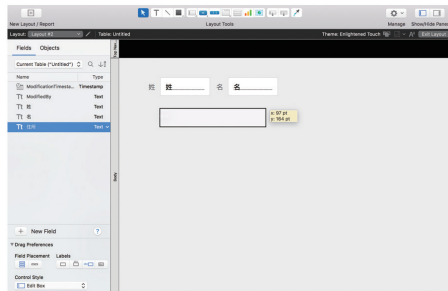 New Layout / Report
Layout Tools
Manage
Show/Hide Panes
Layout: Layout #3
Table: Untitled
Theme: Enlightened Touch
Edit Layout
Fields Objects
Top Nav
Current Table ("Untitled")
Name Type
ModificationTimesta... Timestamp
ModifiedBy Text
姓 Text
名 Text
住所 Text
姓 姓 名 名
x: 97 pt
y: 184 pt
Body
+ New Field ?
Drag Preferences
Field Placement Labels
Control Style
Edit Box